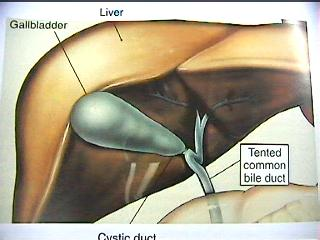 Liver
Gallbladder
Tented
common
bile duct
Cystic duct